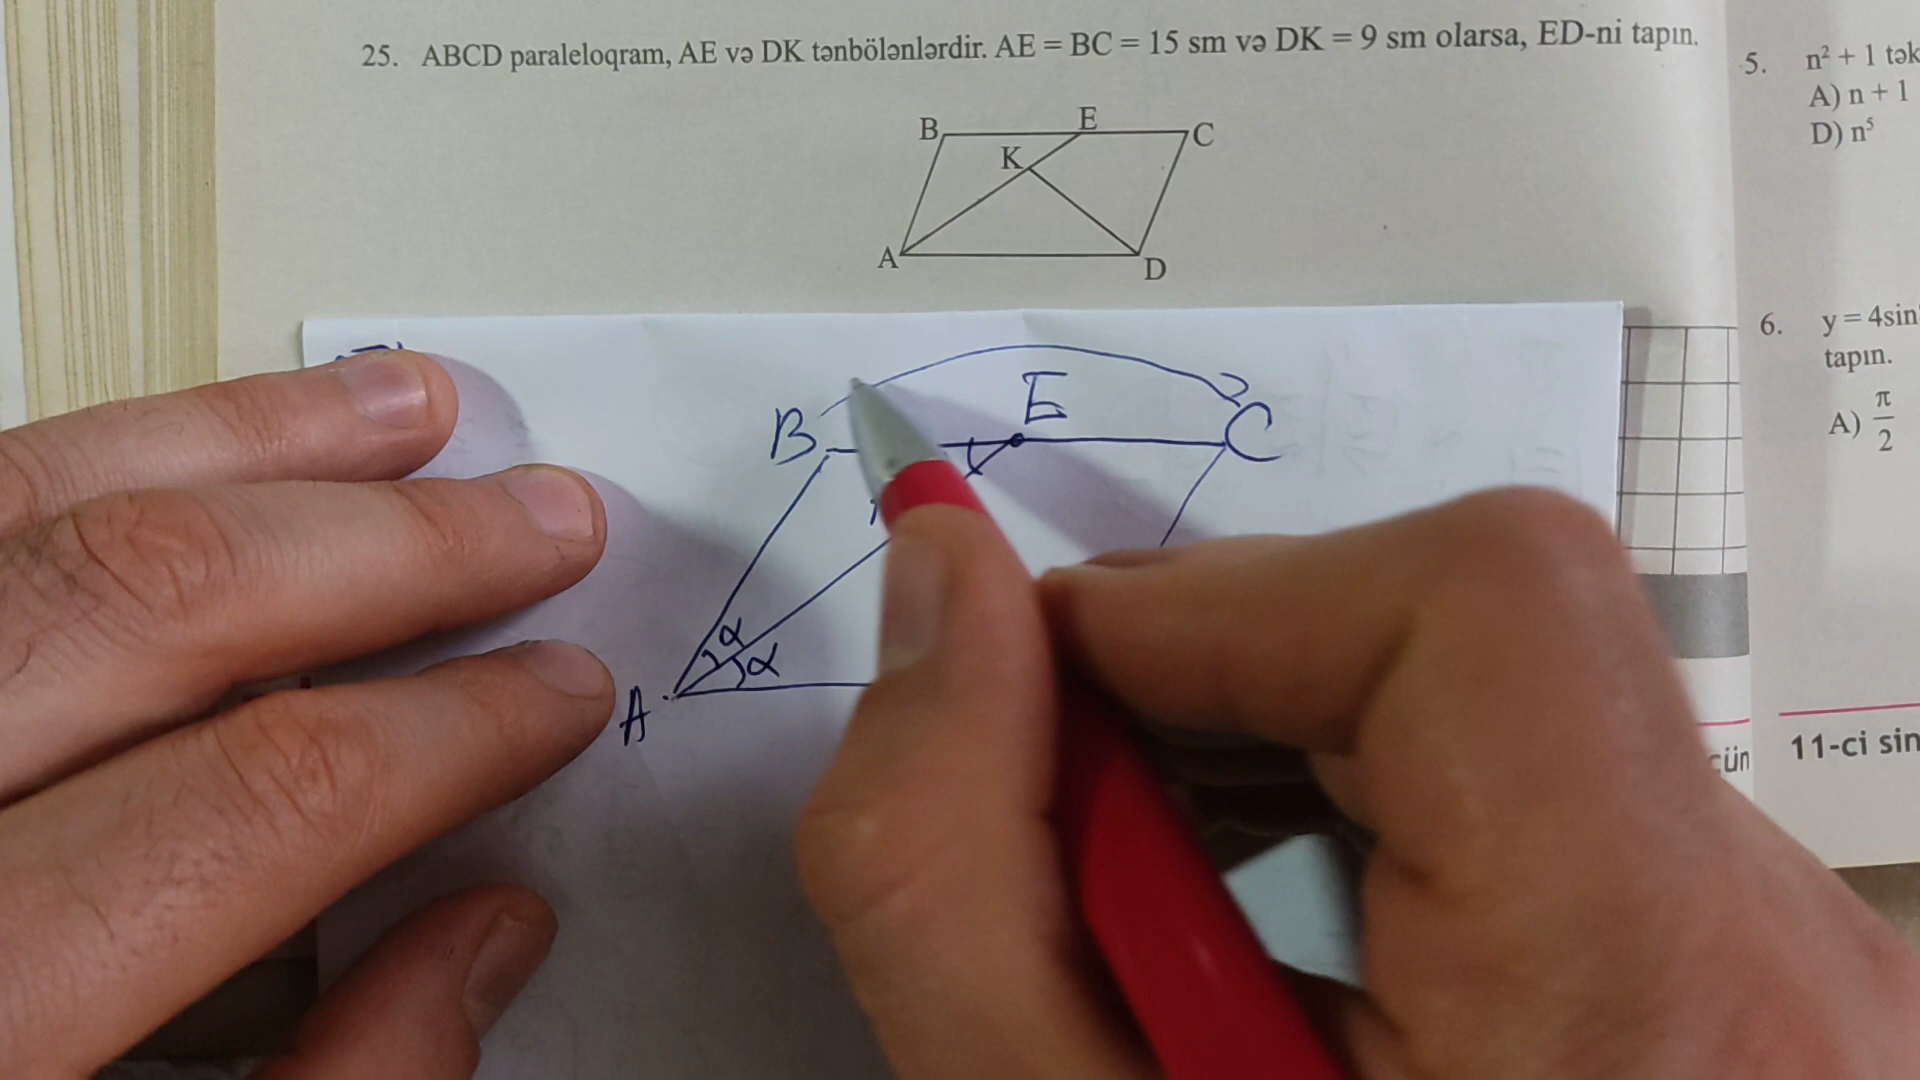 25. ABCD paraleloqram, AE və DK tənbölənlərdir. AE = BC = 15 sm və DK = 9 sm olarsa, ED-ni tapın.
B E C
K
A D
5. n² + 1 tək
A) n + 1
D) n⁵
6. y = 4sin
tapın.
A) π/2
cün
11-ci sin
B E C
α
α
A